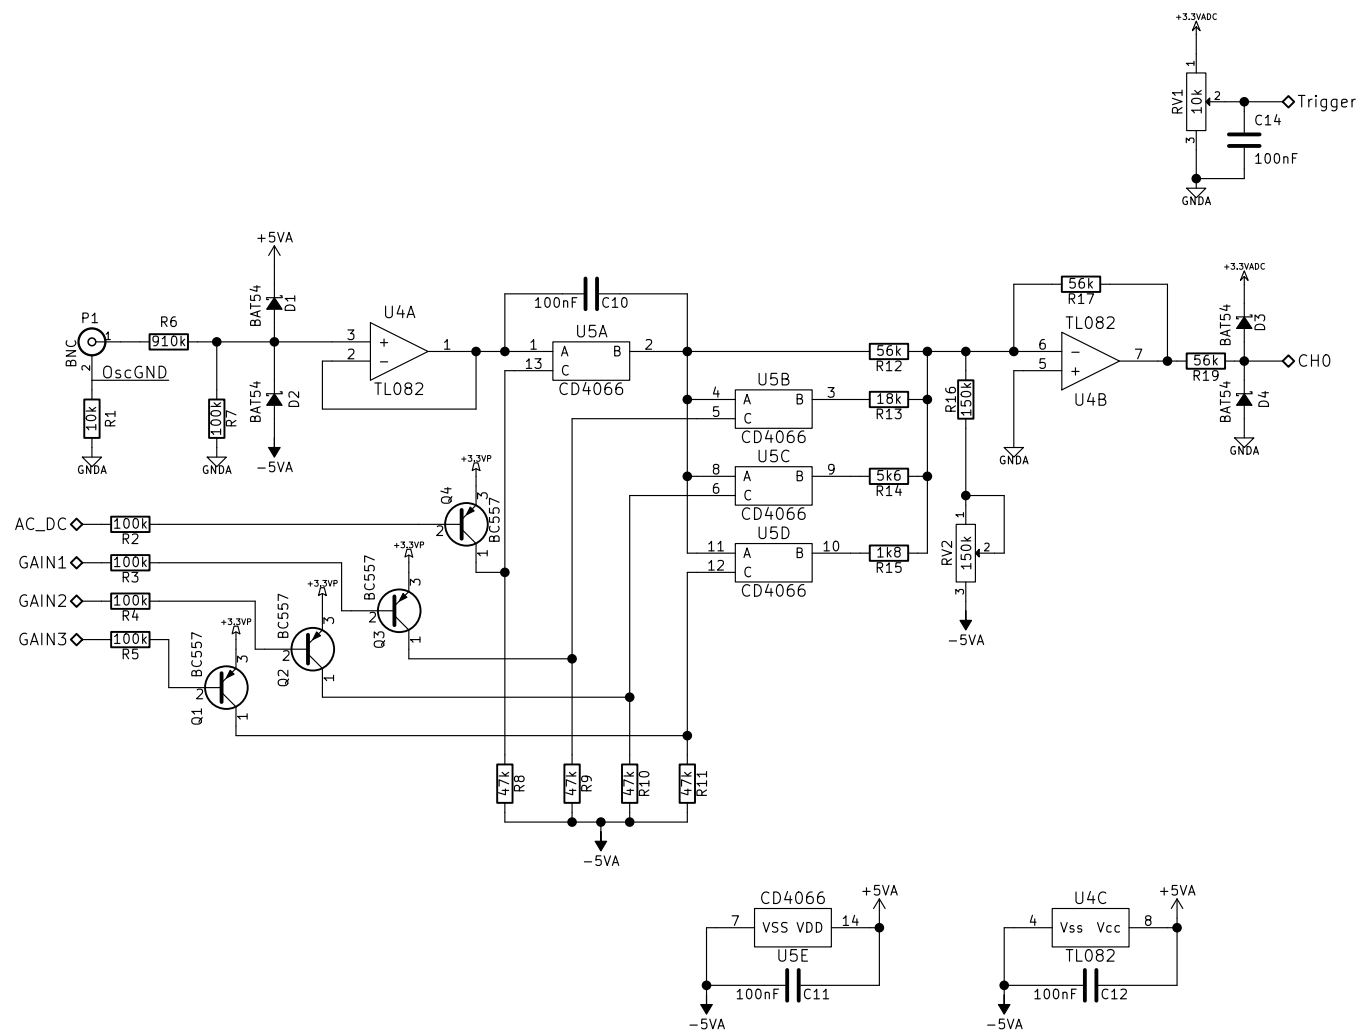 +3.3VADC
1
RV1
10k
2
Trigger
C14
100nF
3
GNDA
+5VA
BAT54
D1
P1
BNC
1
2
R6
910k
OscGND
10k
R1
GNDA
100k
R7
GNDA
BAT54
D2
-5VA
U4A
3
+
2
−
1
TL082
100nF
C10
U5A
1
A
B
2
13
C
CD4066
U5B
4
A
B
3
5
C
CD4066
U5C
8
A
B
9
6
C
CD4066
U5D
11
A
B
10
12
C
CD4066
56k
R12
18k
R13
5k6
R14
1k8
R15
R16
150k
RV2
150k
1
2
3
-5VA
56k
R17
TL082
6
−
5
+
7
U4B
GNDA
56k
R19
+3.3VADC
BAT54
D3
CH0
BAT54
D4
GNDA
AC_DC
100k
R2
GAIN1
100k
R3
GAIN2
100k
R4
GAIN3
100k
R5
+3.3VP
Q4
3
2
1
BC557
+3.3VP
BC557
3
2
1
Q3
+3.3VP
BC557
3
2
1
Q2
+3.3VP
BC557
3
2
1
Q1
47k
R8
47k
R9
47k
R10
47k
R11
-5VA
CD4066
+5VA
7
VSS VDD
14
U5E
100nF
C11
-5VA
U4C
+5VA
4
Vss Vcc
8
TL082
100nF
C12
-5VA